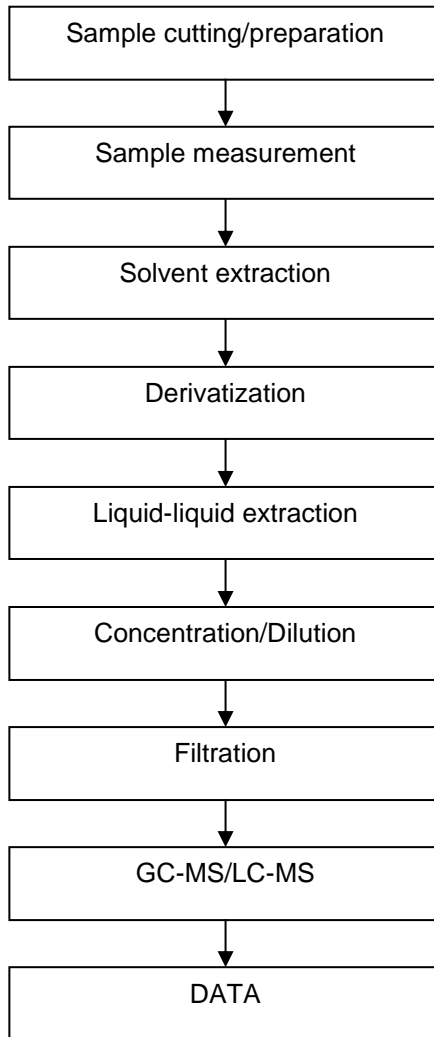 Sample cutting/preparation
Sample measurement
Solvent extraction
Derivatization
Liquid-liquid extraction
Concentration/Dilution
Filtration
GC-MS/LC-MS
DATA